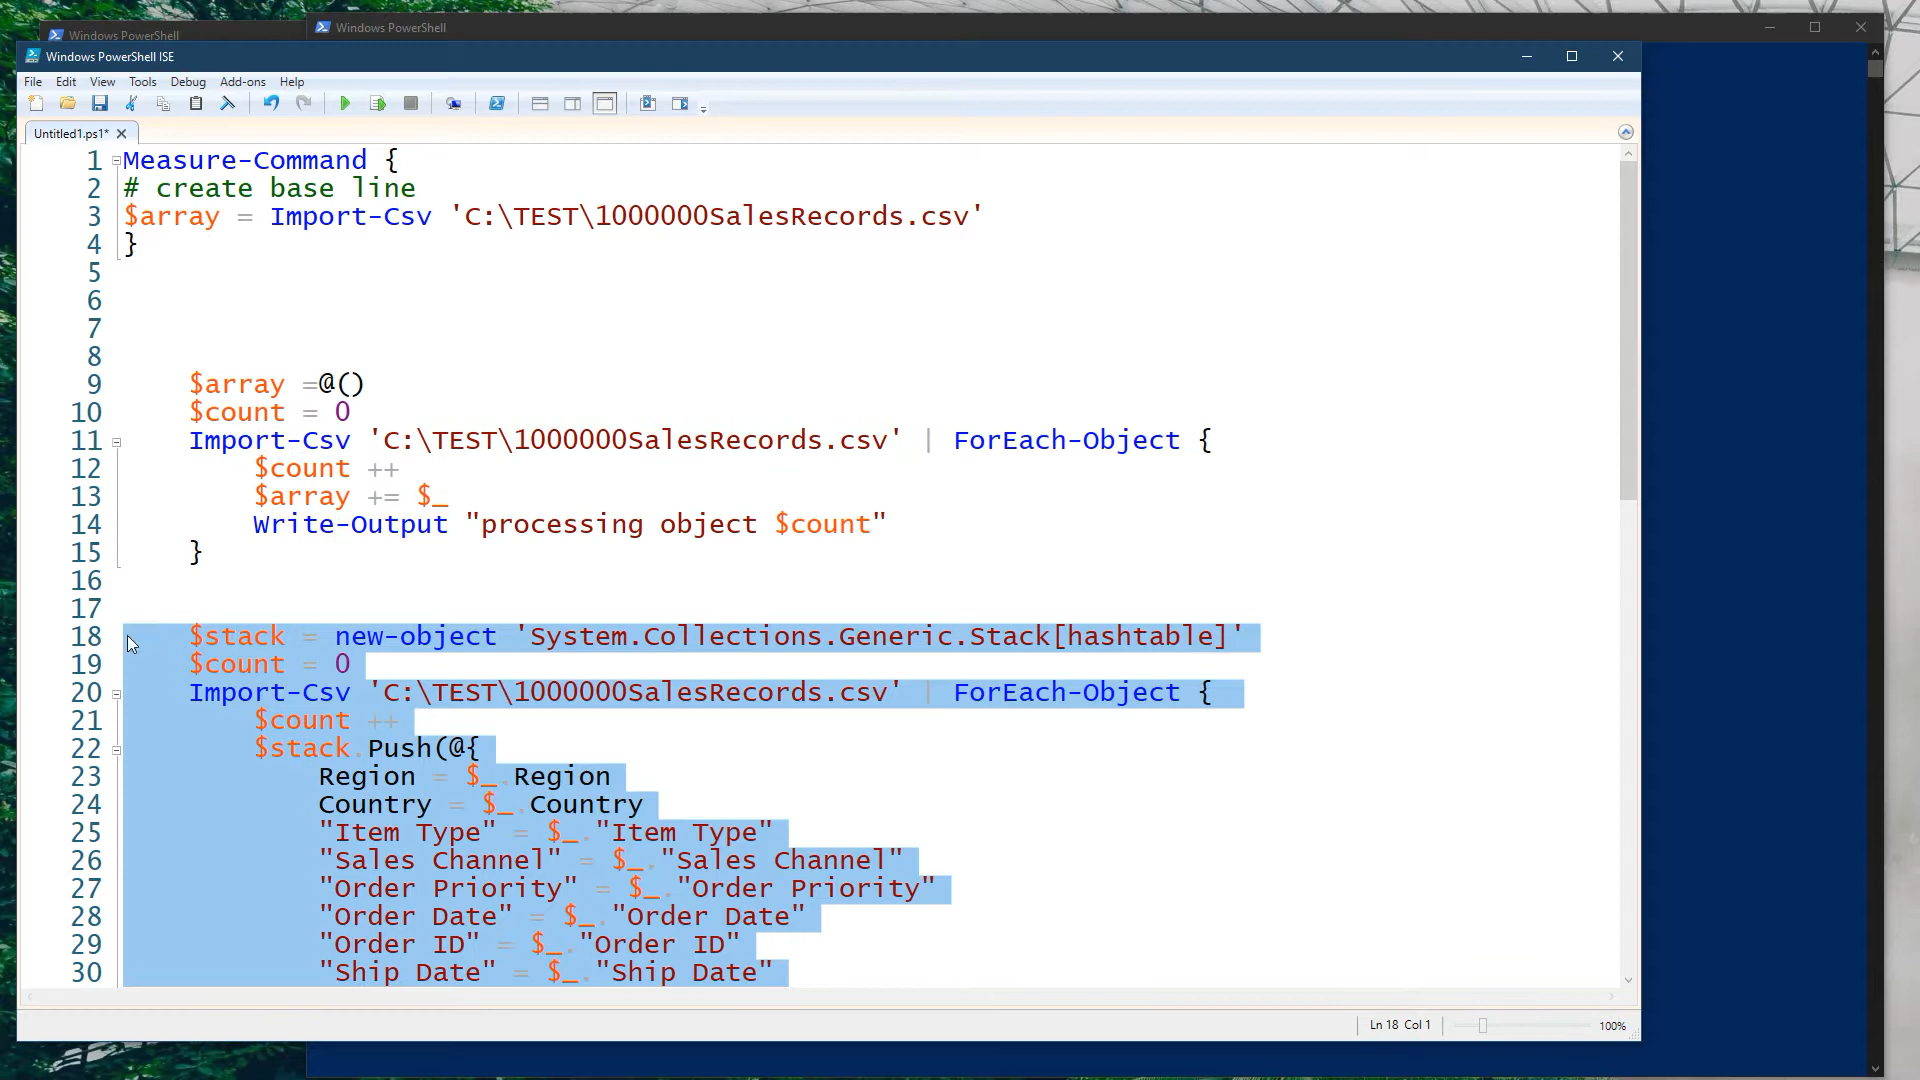 Windows PowerShell
Windows PowerShell
Windows PowerShell ISE
File Edit View Tools Debug Add-ons Help
Untitled1.ps1*
1 Measure-Command {
2 # create base line
3 $array = Import-Csv 'C:\TEST\1000000SalesRecords.csv'
4 }
5
6
7
8
9 $array =@()
10 $count = 0
11 Import-Csv 'C:\TEST\1000000SalesRecords.csv' | ForEach-Object {
12 $count ++
13 $array += $_
14 Write-Output "processing object $count"
15 }
16
17
18 $stack = new-object 'System.Collections.Generic.Stack[hashtable]'
19 $count = 0
20 Import-Csv 'C:\TEST\1000000SalesRecords.csv' | ForEach-Object {
21 $count ++
22 $stack.Push(@{
23 Region = $_.Region
24 Country = $_.Country
25 "Item Type" = $_."Item Type"
26 "Sales Channel" = $_."Sales Channel"
27 "Order Priority" = $_."Order Priority"
28 "Order Date" = $_."Order Date"
29 "Order ID" = $_."Order ID"
30 "Ship Date" = $_."Ship Date"
Ln 18 Col 1
100%